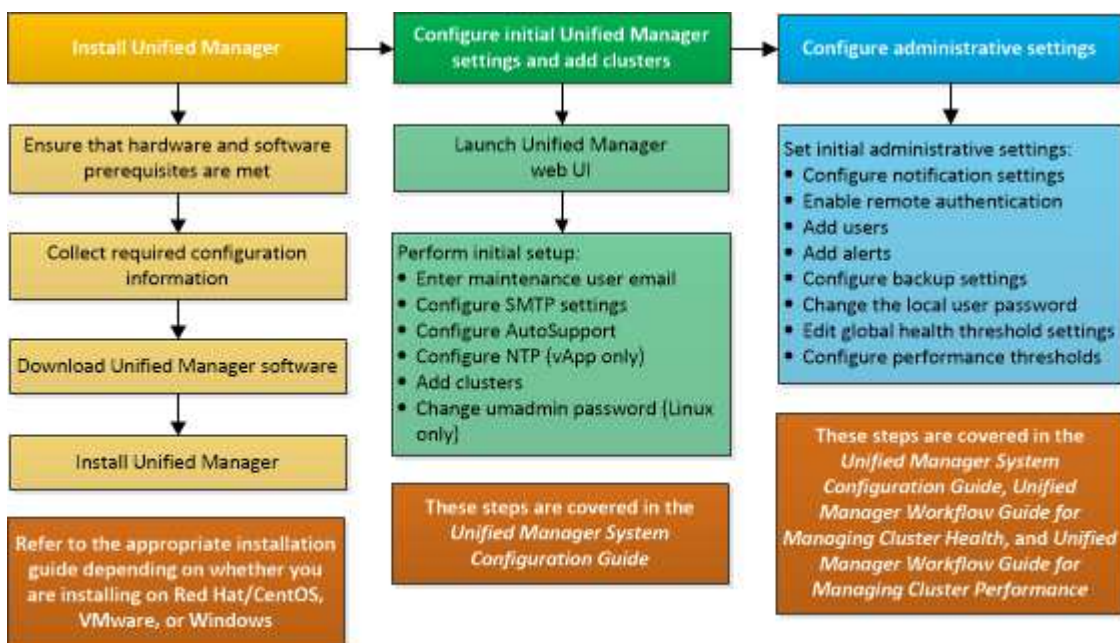 Install Unified Manager
Ensure that hardware and software
prerequisites are met
Collect required configuration
information
Download Unified Manager software
Install Unified Manager
Refer to the appropriate installation
guide depending on whether you
are installing on Red Hat/CentOS,
VMware, or Windows
Configure initial Unified Manager
settings and add clusters
Launch Unified Manager
web UI
Perform initial setup:
• Enter maintenance user email
• Configure SMTP settings
• Configure AutoSupport
• Configure NTP (vApp only)
• Add clusters
• Change umadmin password (Linux
only)
These steps are covered in the
Unified Manager System
Configuration Guide
Configure administrative settings
Set initial administrative settings:
• Configure notification settings
• Enable remote authentication
• Add users
• Add alerts
• Configure backup settings
• Change the local user password
• Edit global health threshold settings
• Configure performance thresholds
These steps are covered in the
Unified Manager System
Configuration Guide, Unified
Manager Workflow Guide for
Managing Cluster Health, and Unified
Manager Workflow Guide for
Managing Cluster Performance